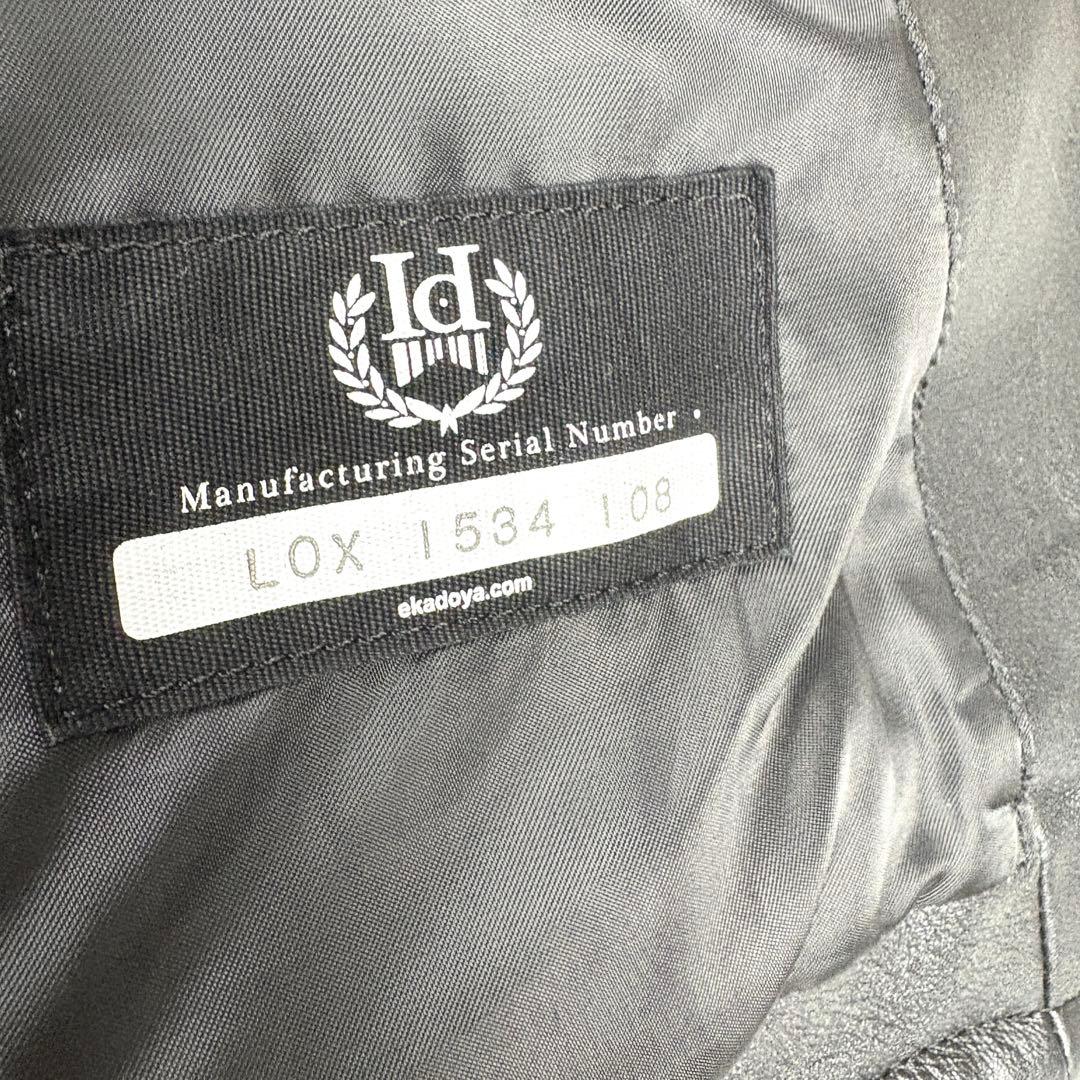 Id
Manufacturing Serial Number .
LOX 1534 108
ekadoya.com